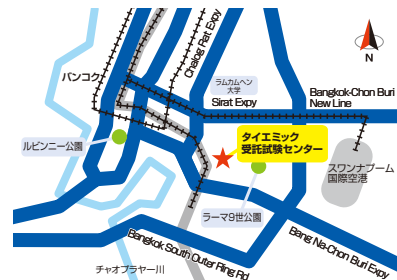 N
Chalog Rat Expy
バンコク
ラムカムヘン
大学
Sirat Expy
Bangkok-Chon Buri
New Line
ルビンニー公園
タイエミック
受託試験センター
スワンナプーム
国際空港
ラーマ9世公園
Bang Na-Chon Buri Expy
Bangkok South Outer Ring Rd
チャオプラヤー川